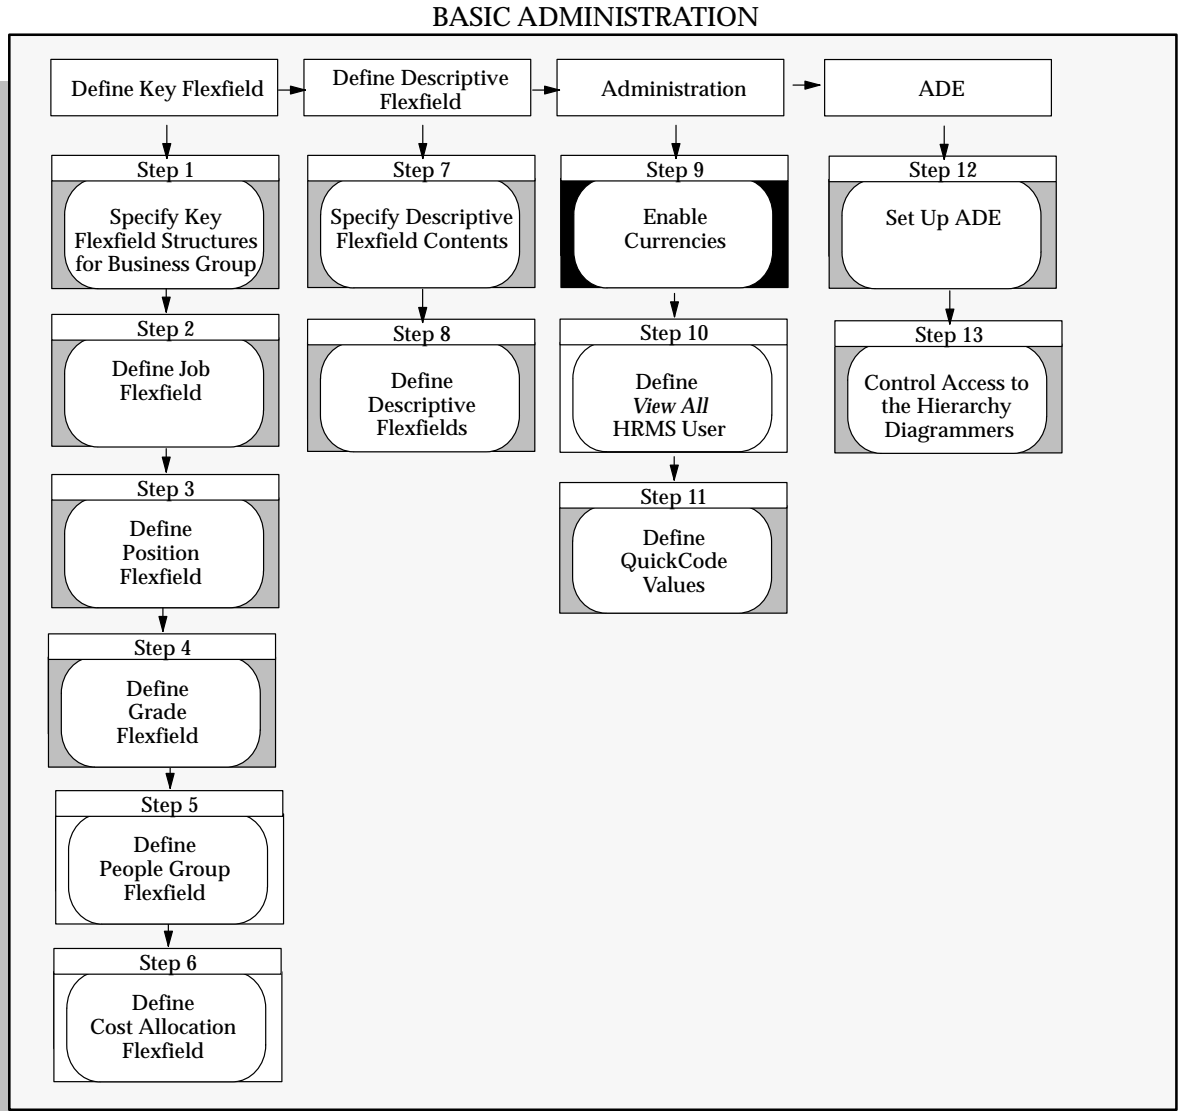 BASIC ADMINISTRATION
Define Key Flexfield
Define Descriptive
Flexfield
Administration
ADE
Step 1
Specify Key
Flexfield Structures
for Business Group
Step 2
Define Job
Flexfield
Step 3
Define
Position
Flexfield
Step 4
Define
Grade
Flexfield
Step 5
Define
People Group
Flexfield
Step 6
Define
Cost Allocation
Flexfield
Step 7
Specify Descriptive
Flexfield Contents
Step 8
Define
Descriptive
Flexfields
Step 9
Enable
Currencies
Step 10
Define
View All
HRMS User
Step 11
Define
QuickCode
Values
Step 12
Set Up ADE
Step 13
Control Access to
the Hierarchy
Diagrammers